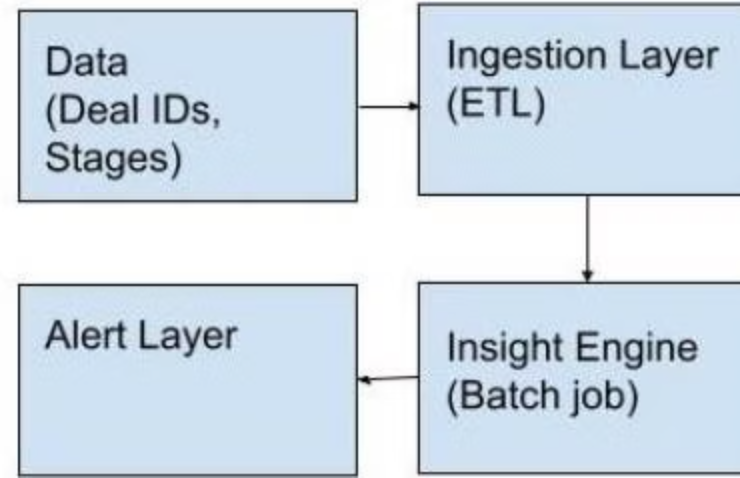 Data
(Deal IDs,
Stages)
Ingestion Layer
(ETL)
Alert Layer
Insight Engine
(Batch job)